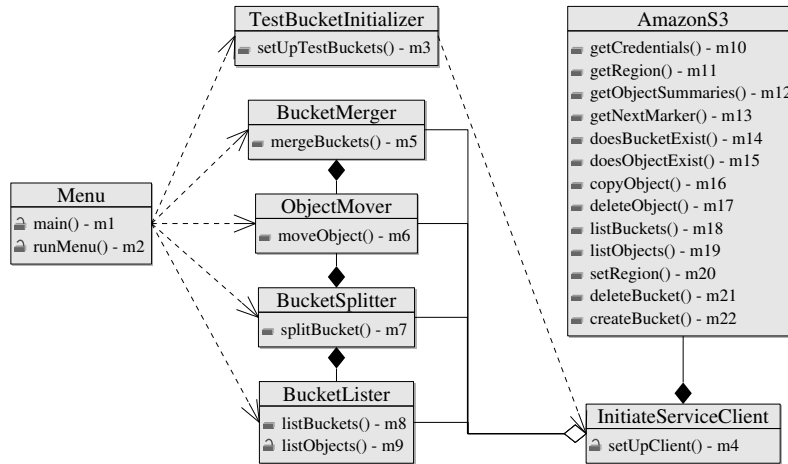 TestBucketInitializer
setUpTestBuckets() - m3
BucketMerger
mergeBuckets() - m5
Menu
main() - m1
runMenu() - m2
ObjectMover
moveObject() - m6
BucketSplitter
splitBucket() - m7
BucketLister
listBuckets() - m8
listObjects() - m9
AmazonS3
getCredentials() - m10
getRegion() - m11
getObjectSummaries() - m12
getNextMarker() - m13
doesBucketExist() - m14
doesObjectExist() - m15
copyObject() - m16
deleteObject() - m17
listBuckets() - m18
listObjects() - m19
setRegion() - m20
deleteBucket() - m21
createBucket() - m22
InitiateServiceClient
setUpClient() - m4